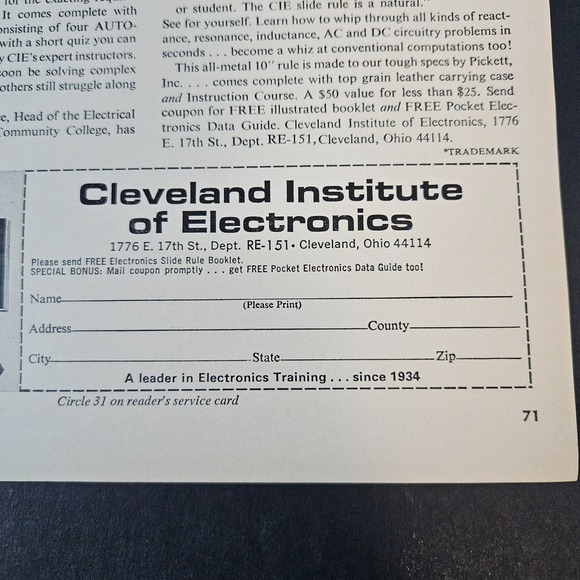 for the exacting
It comes complete with
nsisting of four AUTO-
with a short quiz you can
y CIE's expert instructors.
oon be solving complex
others still struggle along
e, Head of the Electrical
Community College, has
or student. The CIE slide rule is a natural."
See for yourself. Learn how to whip through all kinds of react-
ance, resonance, inductance, AC and DC circuitry problems in
seconds . . . become a whiz at conventional computations too!
This all-metal 10" rule is made to our tough specs by Pickett,
Inc. . . . comes complete with top grain leather carrying case
and Instruction Course. A $50 value for less than $25. Send
coupon for FREE illustrated booklet and FREE Pocket Elec-
tronics Data Guide. Cleveland Institute of Electronics, 1776
E. 17th St., Dept. RE-151, Cleveland, Ohio 44114.
*TRADEMARK
Cleveland Institute
of Electronics
1776 E. 17th St., Dept. RE-151 • Cleveland, Ohio 44114
Please send FREE Electronics Slide Rule Booklet.
SPECIAL BONUS: Mail coupon promptly . . . get FREE Pocket Electronics Data Guide too!
Name
(Please Print)
Address County
City State Zip
A leader in Electronics Training . . . since 1934
Circle 31 on reader's service card
71